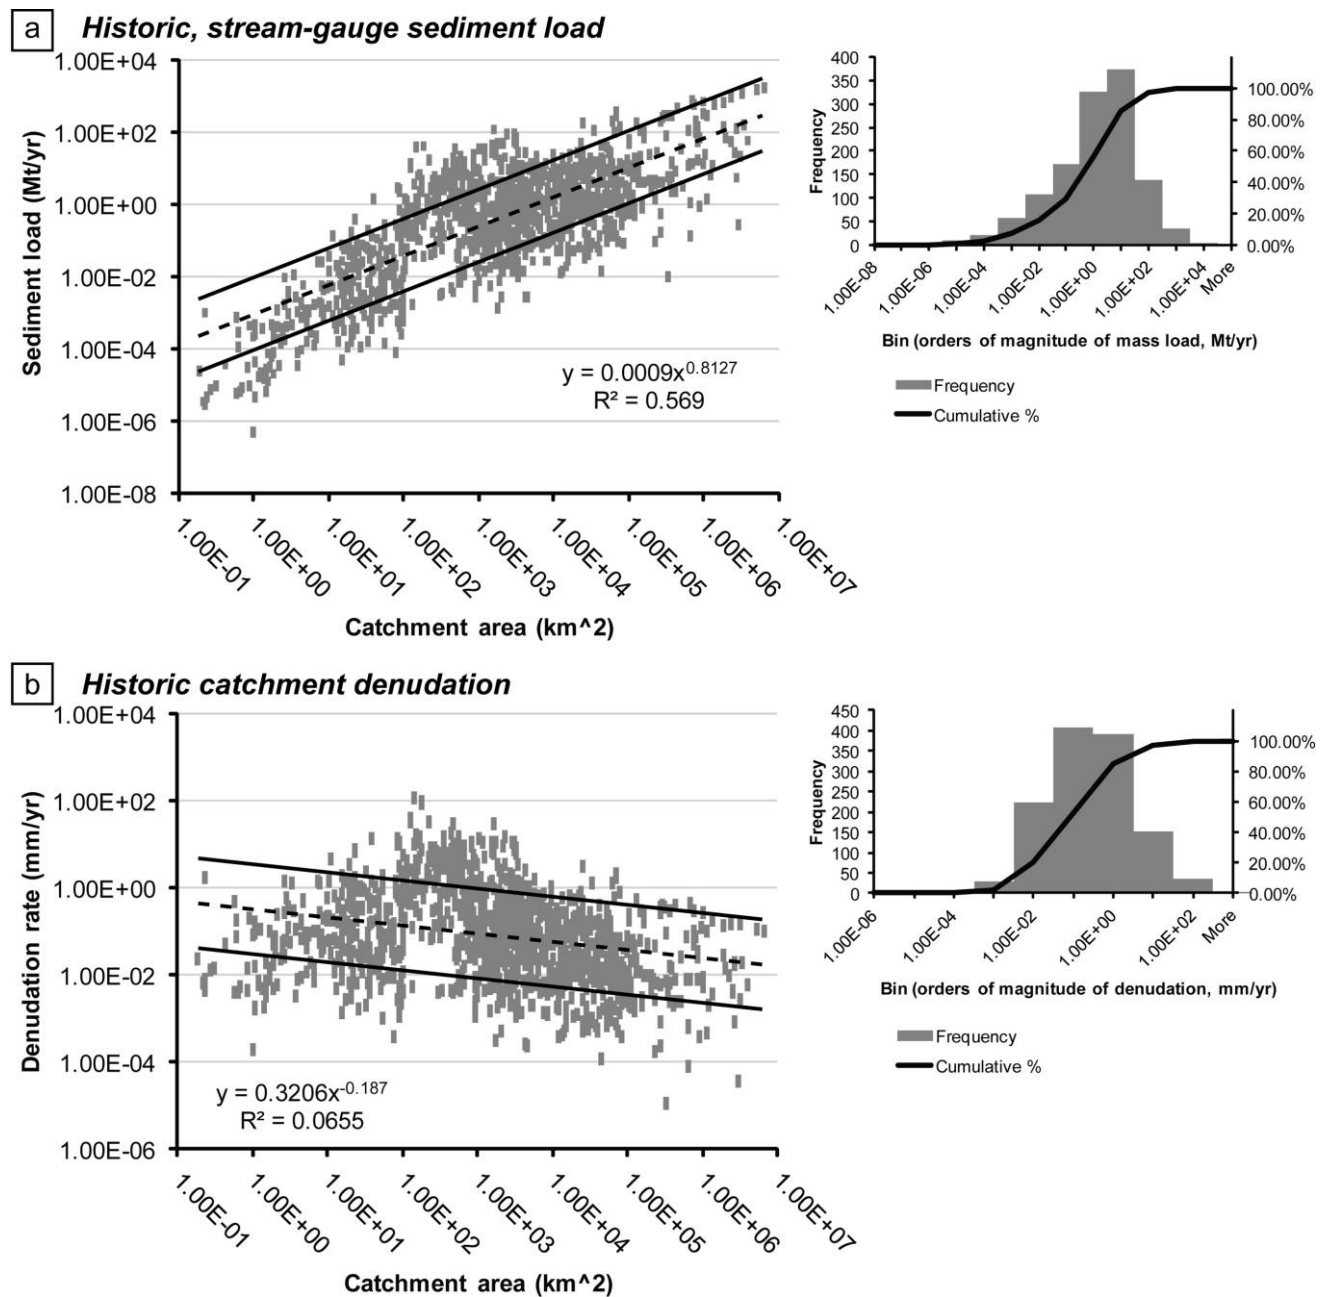 a Historic, stream-gauge sediment load
1.00E+04
1.00E+02
1.00E+00
1.00E-02
1.00E-04
1.00E-06
1.00E-08
Sediment load (Mt/yr)
y = 0.0009x^0.8127
R² = 0.569
1.00E-01
1.00E+00
1.00E+01
1.00E+02
1.00E+03
1.00E+04
1.00E+05
1.00E+06
1.00E+07
Catchment area (km^2)
400
350
300
250
200
150
100
50
0
Frequency
100.00%
80.00%
60.00%
40.00%
20.00%
0.00%
1.00E-08
1.00E-06
1.00E-04
1.00E-02
1.00E+00
1.00E+02
1.00E+04
More
Bin (orders of magnitude of mass load, Mt/yr)
Frequency
Cumulative %
b Historic catchment denudation
1.00E+04
1.00E+02
1.00E+00
1.00E-02
1.00E-04
1.00E-06
Denudation rate (mm/yr)
y = 0.3206x^-0.187
R² = 0.0655
1.00E-01
1.00E+00
1.00E+01
1.00E+02
1.00E+03
1.00E+04
1.00E+05
1.00E+06
1.00E+07
Catchment area (km^2)
450
400
350
300
250
200
150
100
50
0
Frequency
100.00%
80.00%
60.00%
40.00%
20.00%
0.00%
1.00E-06
1.00E-04
1.00E-02
1.00E+00
1.00E+02
More
Bin (orders of magnitude of denudation, mm/yr)
Frequency
Cumulative %